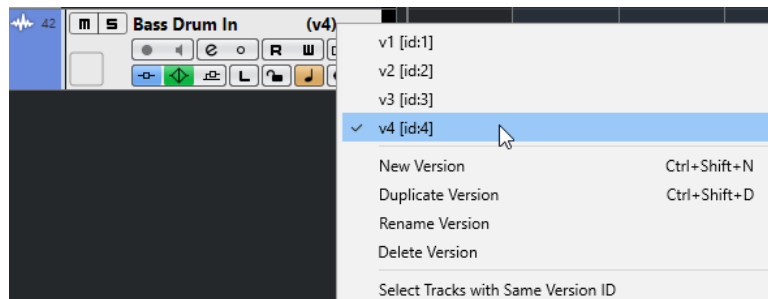 42 m S Bass Drum In (v4)
e R W
L
v1 [id:1]
v2 [id:2]
v3 [id:3]
v4 [id:4]
New Version Ctrl+Shift+N
Duplicate Version Ctrl+Shift+D
Rename Version
Delete Version
Select Tracks with Same Version ID